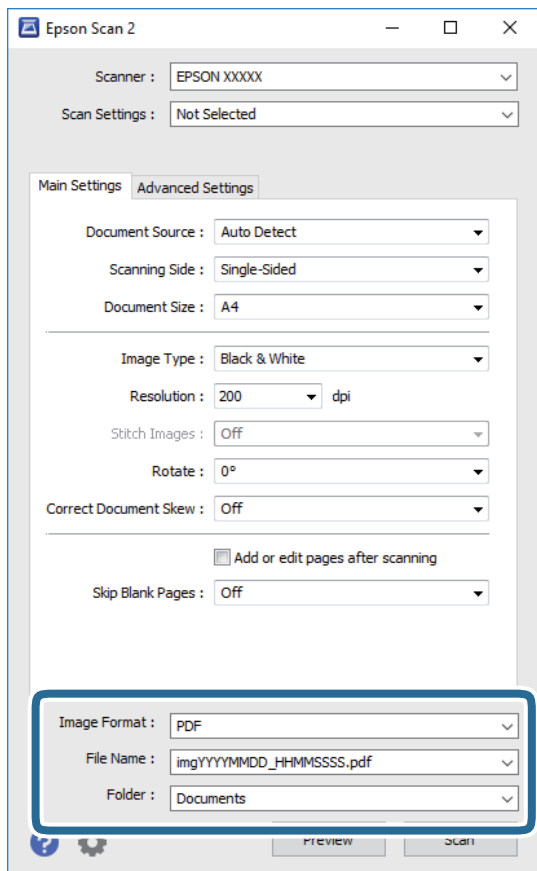 Epson Scan 2
Scanner : EPSON XXXXX
Scan Settings : Not Selected
Main Settings Advanced Settings
Document Source : Auto Detect
Scanning Side : Single-Sided
Document Size : A4
Image Type : Black & White
Resolution : 200 dpi
Stitch Images : Off
Rotate : 0°
Correct Document Skew : Off
Add or edit pages after scanning
Skip Blank Pages : Off
Image Format : PDF
File Name : imgYYYYMMDD_HHMMSSSS.pdf
Folder : Documents
? Preview Scan